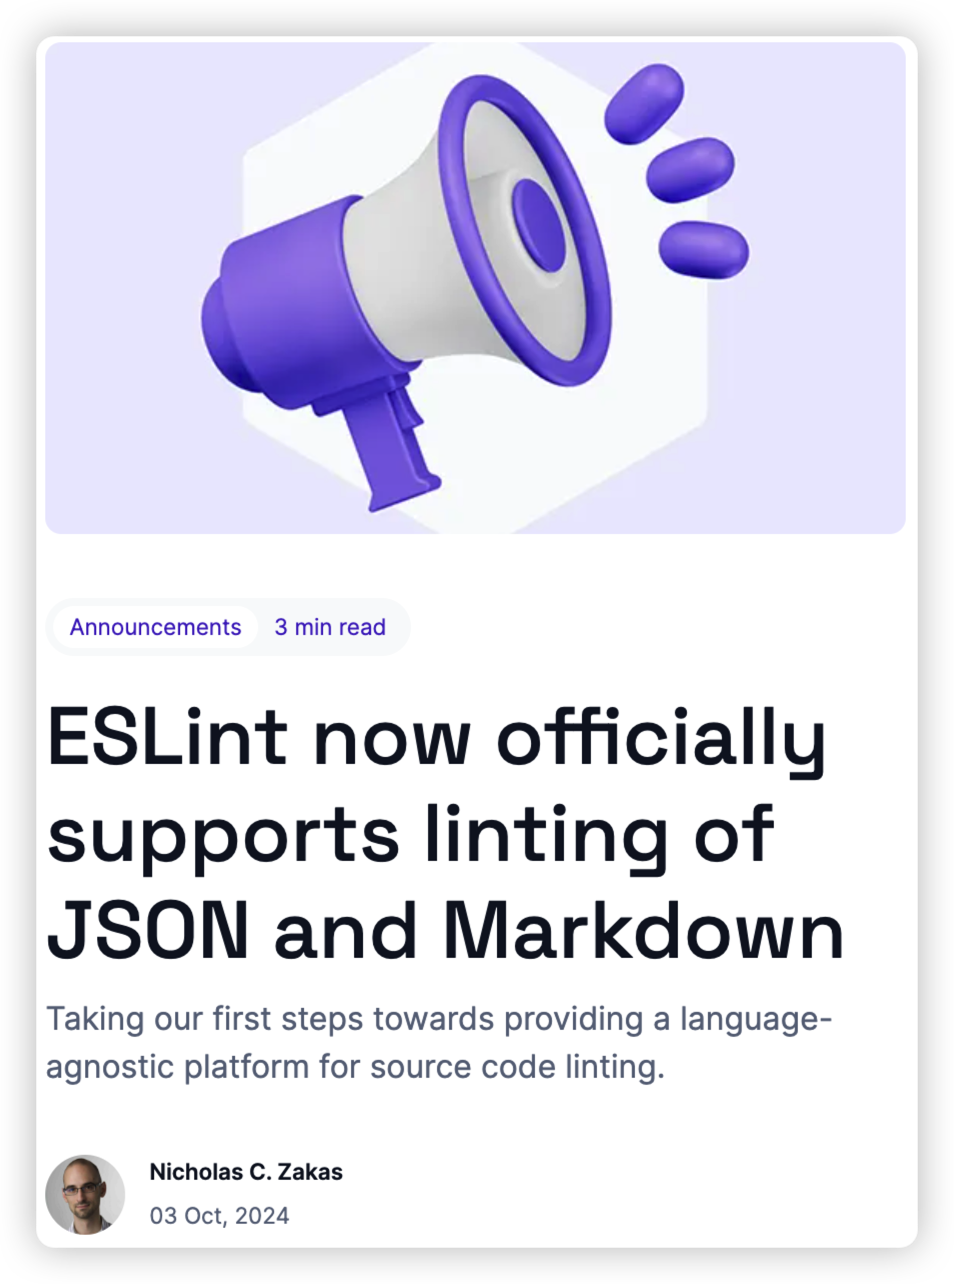 Announcements 3 min read
ESLint now officially
supports linting of
JSON and Markdown
Taking our first steps towards providing a language-
agnostic platform for source code linting.
Nicholas C. Zakas
03 Oct, 2024